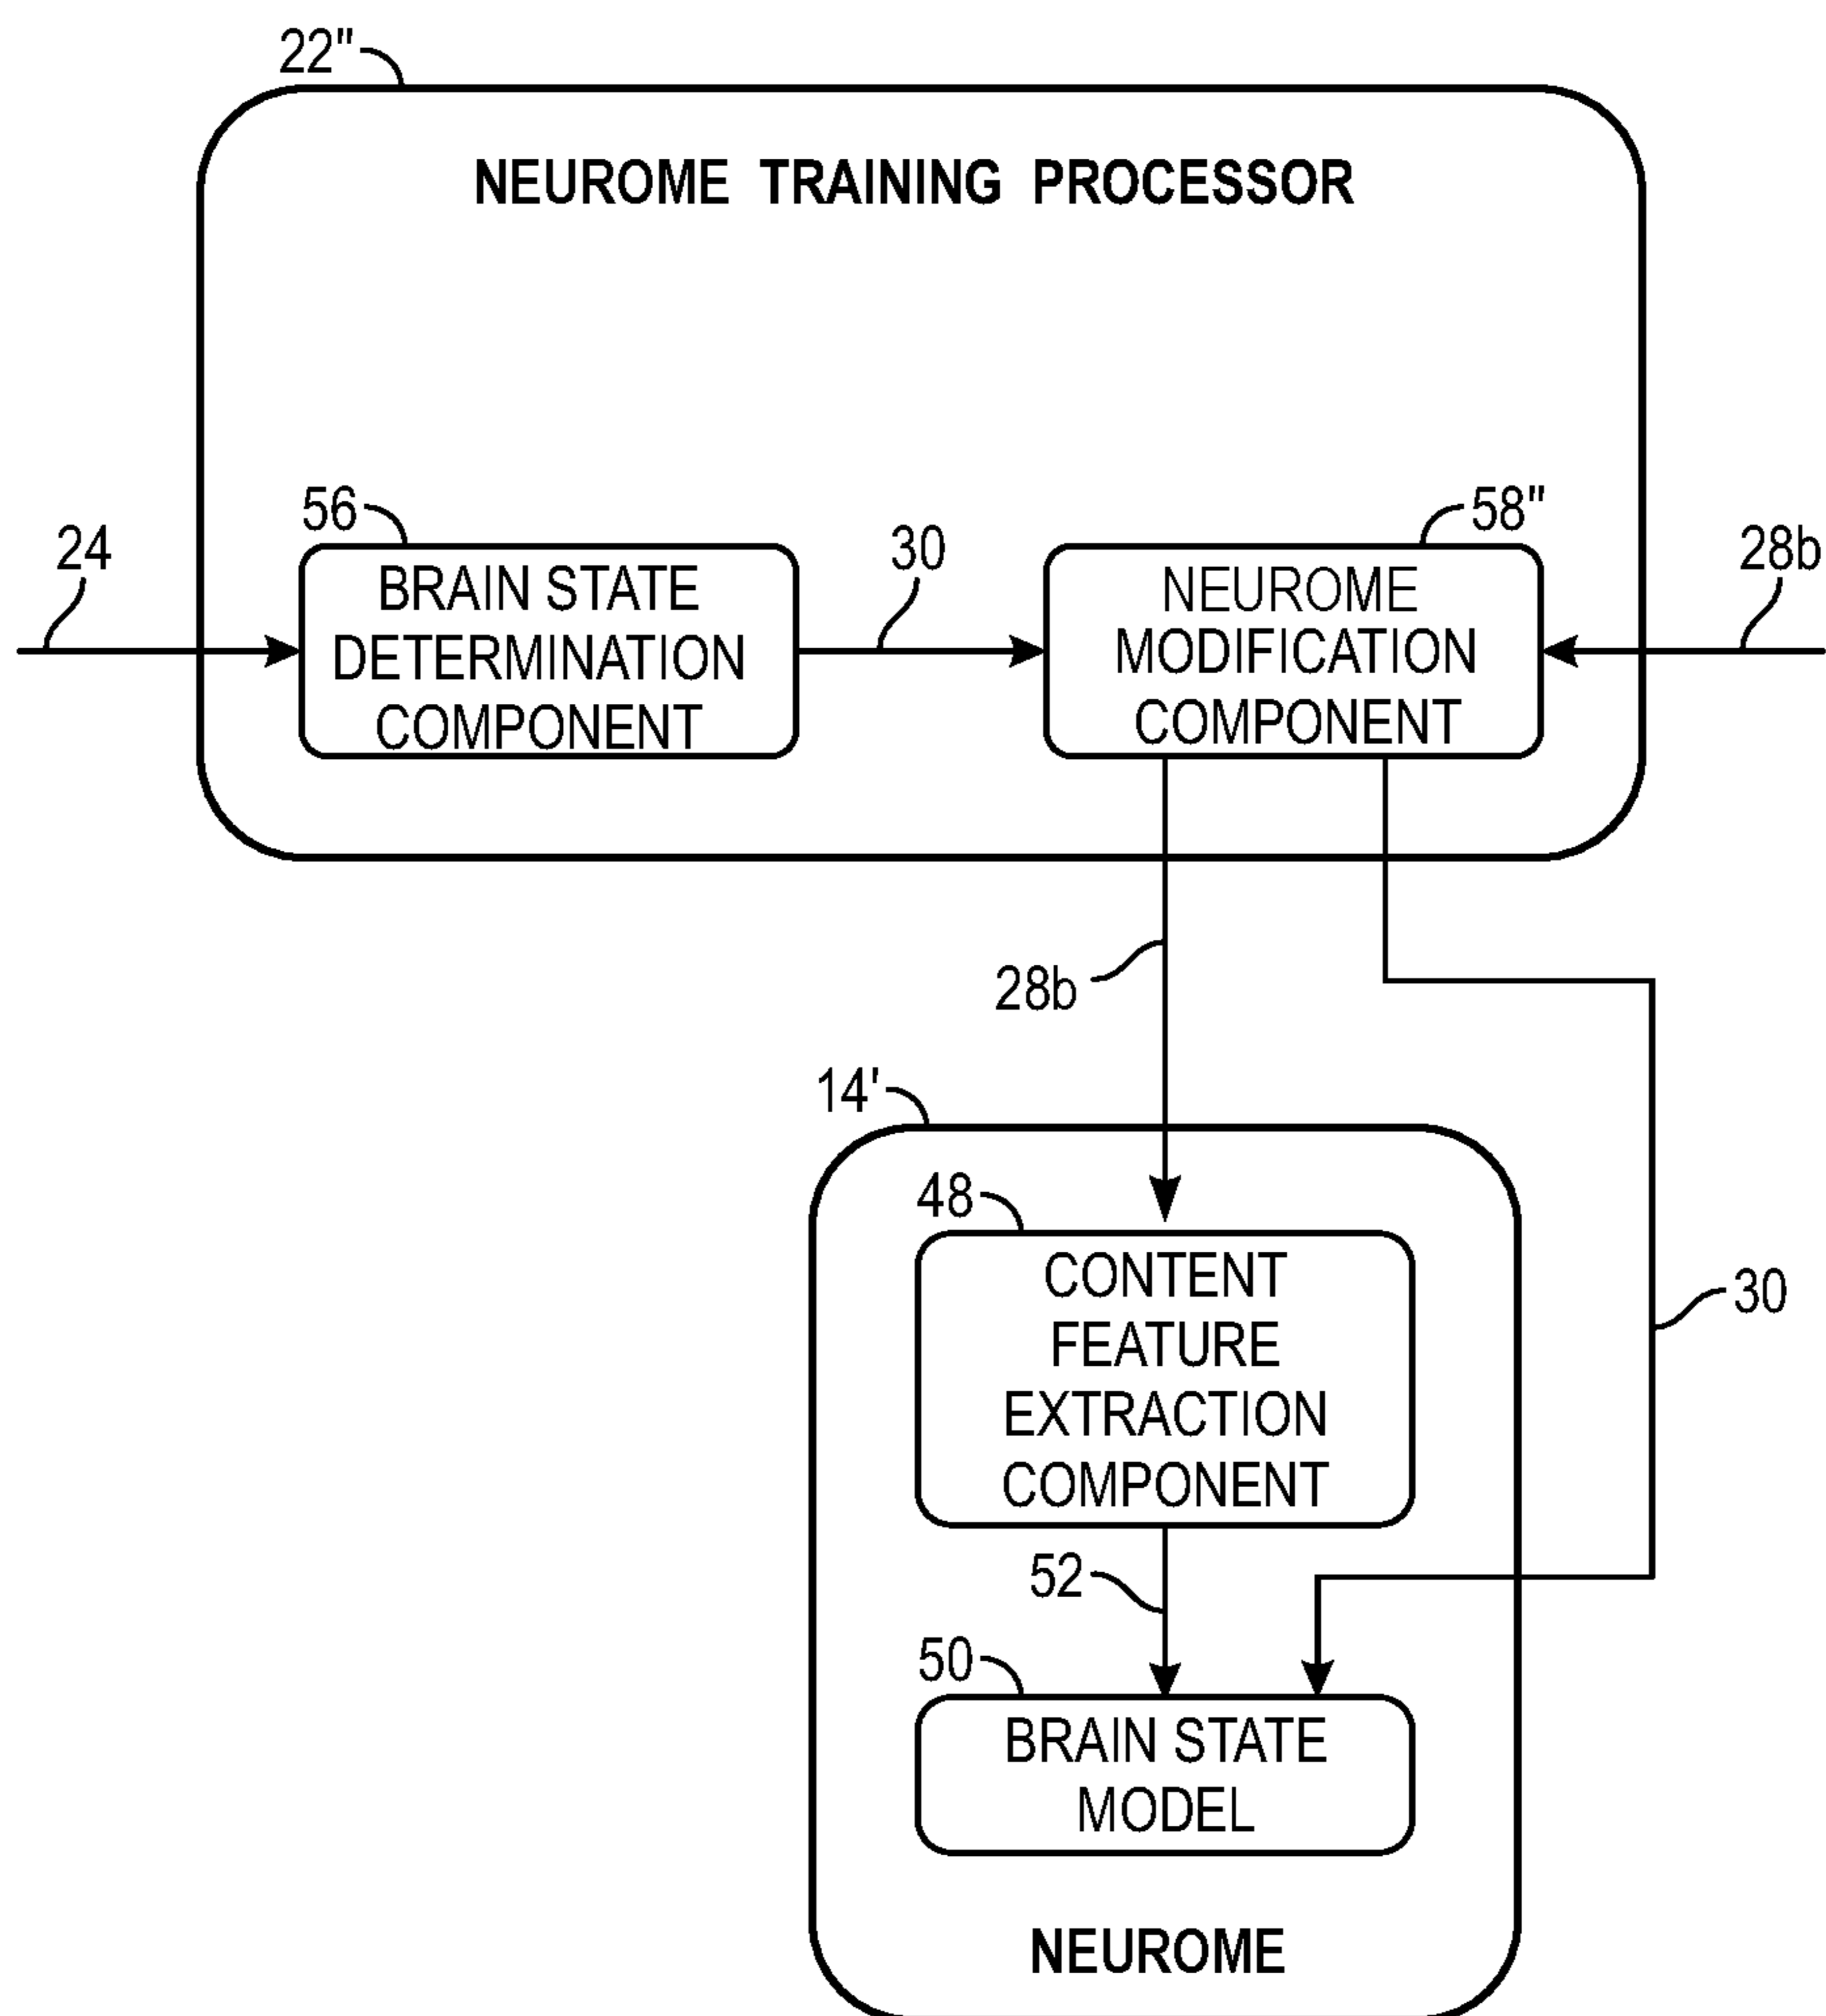 22"
NEUROME TRAINING PROCESSOR
24
56
BRAIN STATE
DETERMINATION
COMPONENT
30
58"
NEUROME
MODIFICATION
COMPONENT
28b
28b
30
14'
48
CONTENT
FEATURE
EXTRACTION
COMPONENT
52
50
BRAIN STATE
MODEL
NEUROME